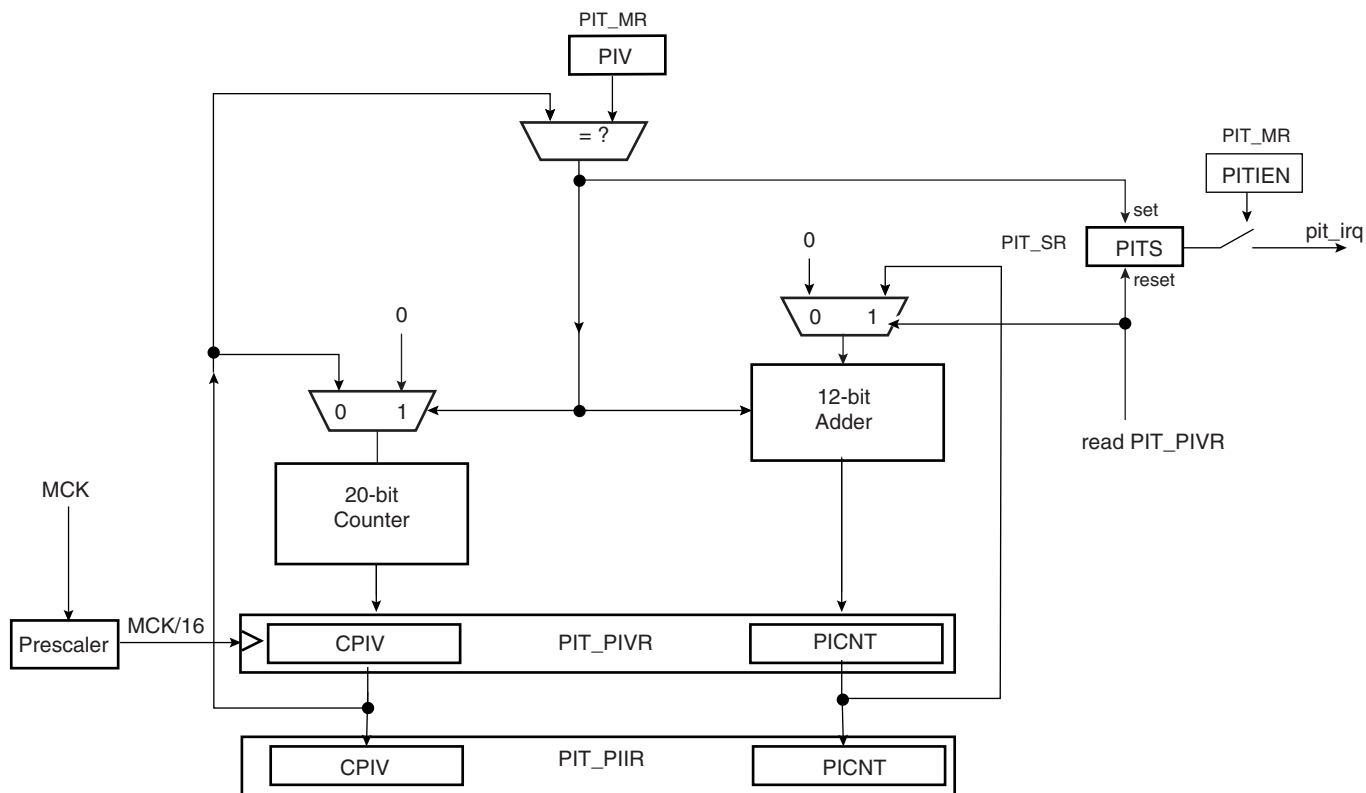 PIT_MR
PIV
= ?
PIT_MR
PITIEN
set
PIT_SR
PITS
pit_irq
reset
0
0 1
0
0 1
12-bit
Adder
read PIT_PIVR
MCK
20-bit
Counter
Prescaler
MCK/16
CPIV
PIT_PIVR
PICNT
CPIV
PIT_PIIR
PICNT